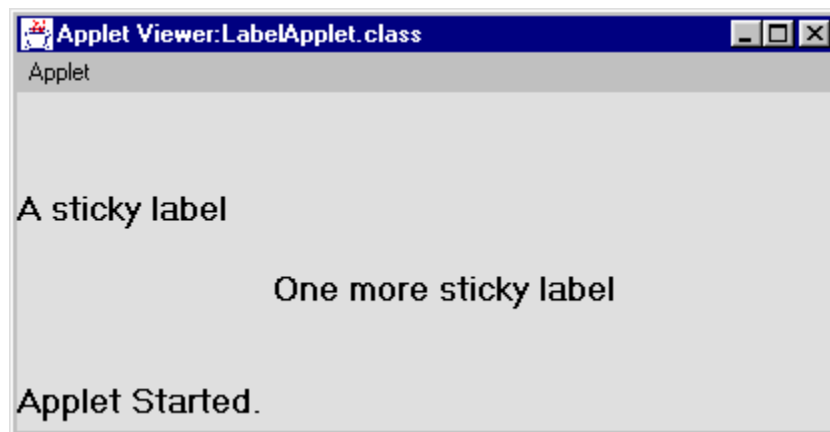 Applet Viewer:LabelApplet.class
Applet
A sticky label
One more sticky label
Applet Started.